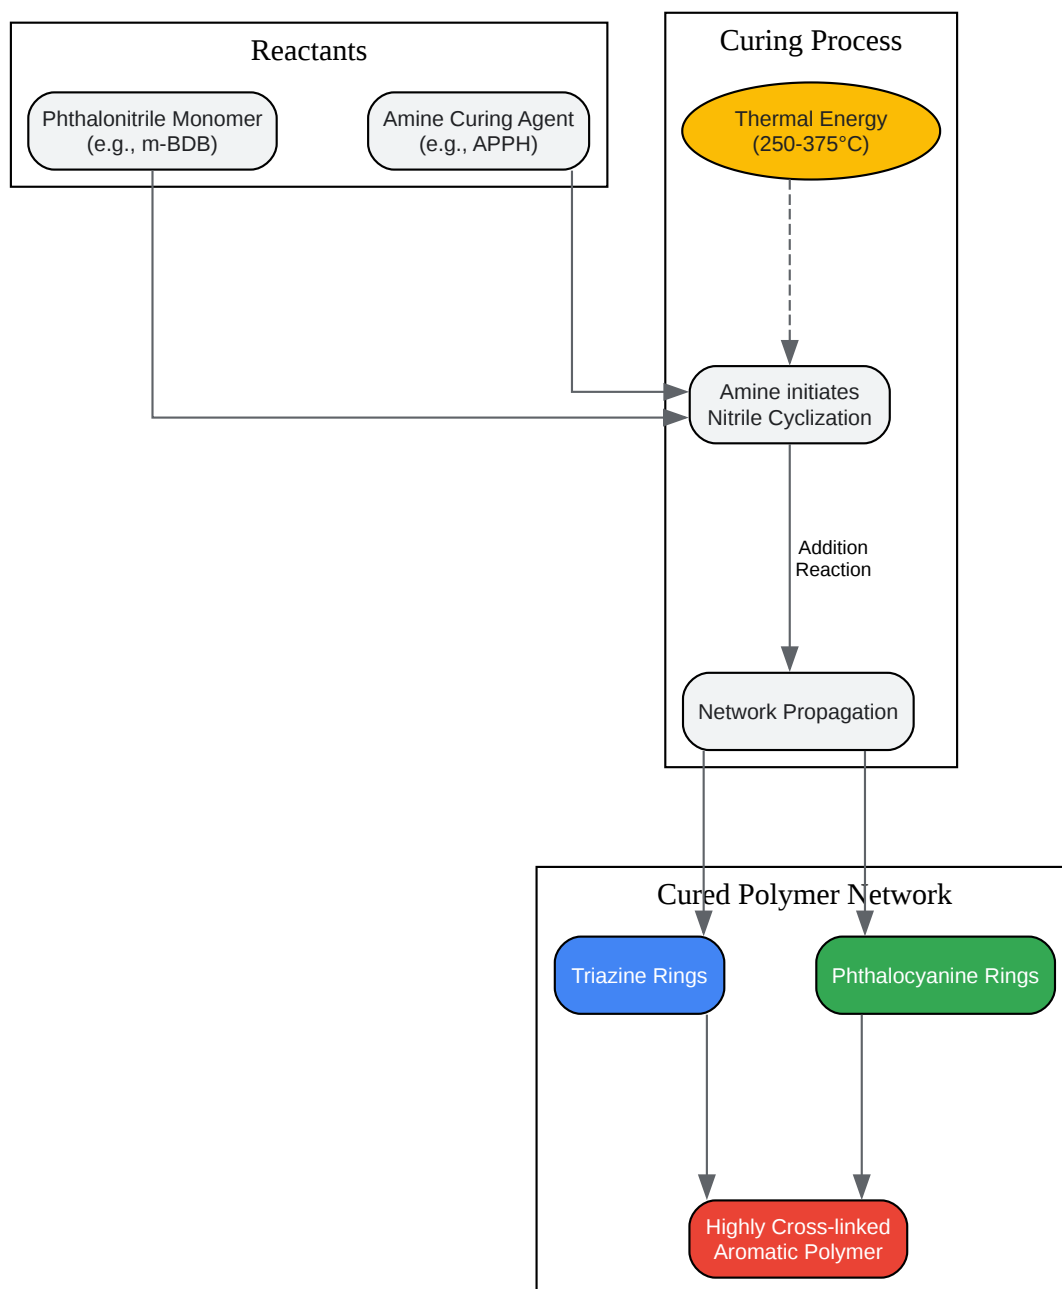 Reactants
Phthalonitrile Monomer
(e.g., m-BDB)
Amine Curing Agent
(e.g., APPH)
Curing Process
Thermal Energy
(250-375°C)
Amine initiates
Nitrile Cyclization
Addition
Reaction
Network Propagation
Cured Polymer Network
Triazine Rings
Phthalocyanine Rings
Highly Cross-linked
Aromatic Polymer